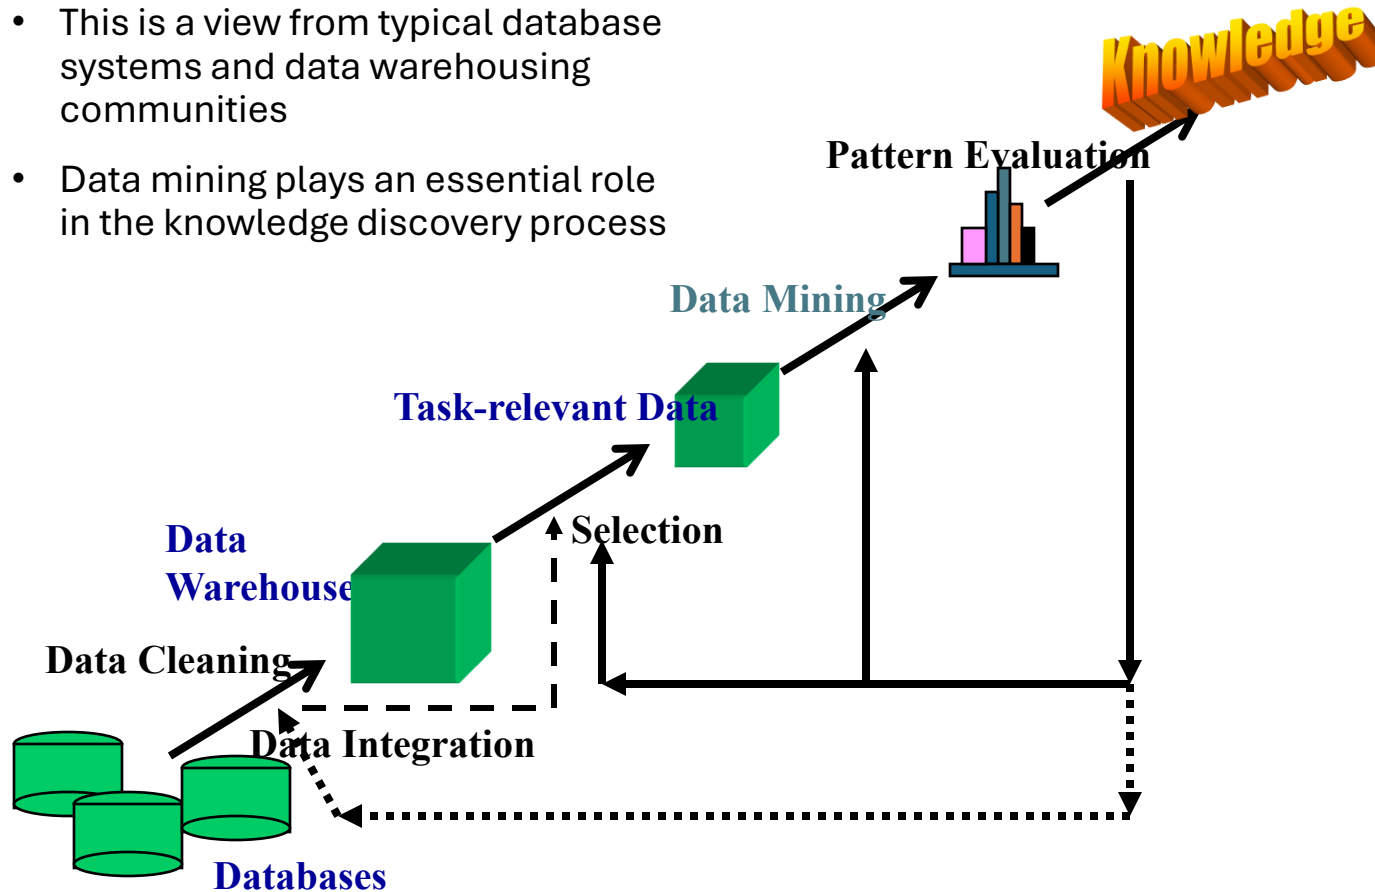 • This is a view from typical database
systems and data warehousing
communities
• Data mining plays an essential role
in the knowledge discovery process
Knowledge
Pattern Evaluation
Data Mining
Task-relevant Data
Selection
Data
Warehouse
Data Cleaning
Data Integration
Databases